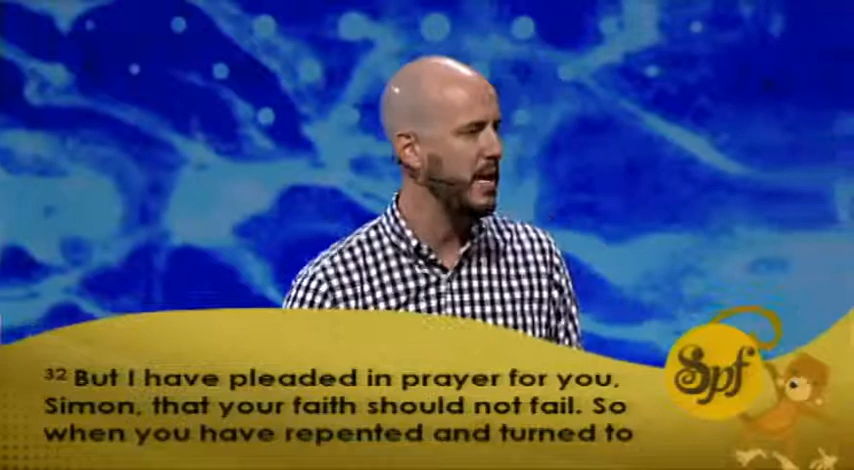 ³² But I have pleaded in prayer for you,
Simon, that your faith should not fail. So
when you have repented and turned to
Spf